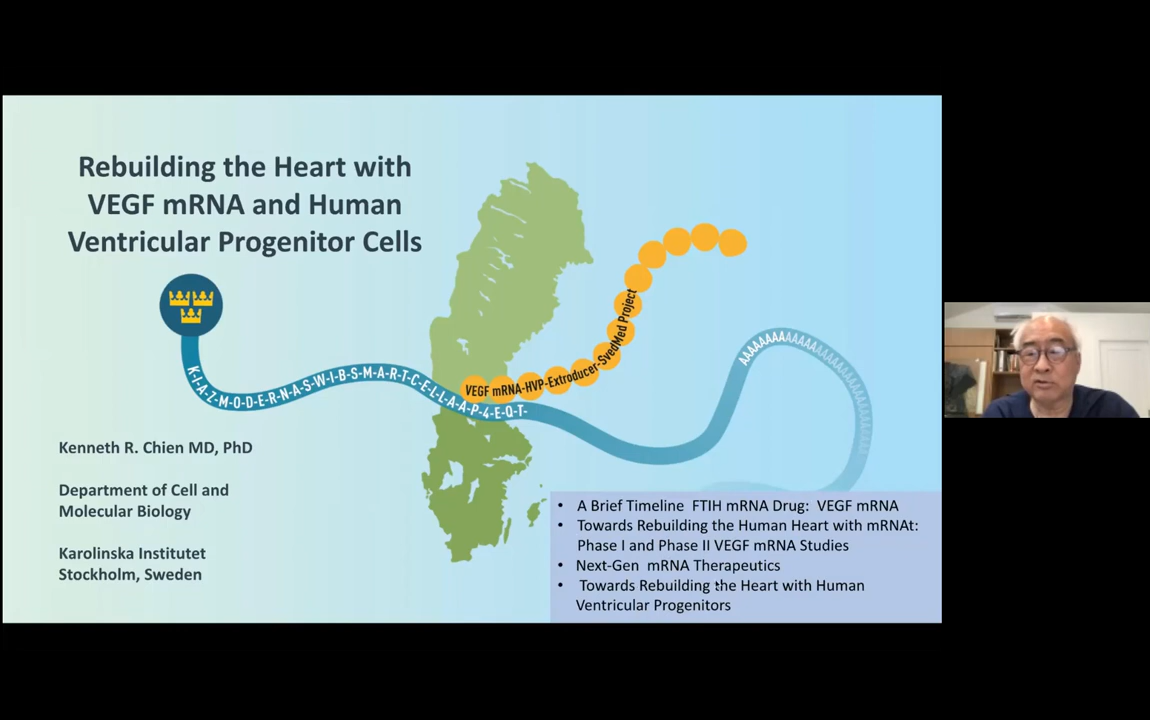 Rebuilding the Heart with
VEGF mRNA and Human
Ventricular Progenitor Cells
K-I-A-Z-M-O-D-E-R-N-A-S-W-I-B-S-M-A-R-T-C-E-L-L-A-A-P-4-E-Q-T-
VEGF mRNA-HVP-Extroducer-SvedMed Project
AAAAAAAAAAAAAAAAAAAAAAAA
Kenneth R. Chien MD, PhD
Department of Cell and
Molecular Biology
Karolinska Institutet
Stockholm, Sweden
• A Brief Timeline FTIH mRNA Drug: VEGF mRNA
• Towards Rebuilding the Human Heart with mRNAt:
Phase I and Phase II VEGF mRNA Studies
• Next-Gen mRNA Therapeutics
• Towards Rebuilding the Heart with Human
Ventricular Progenitors